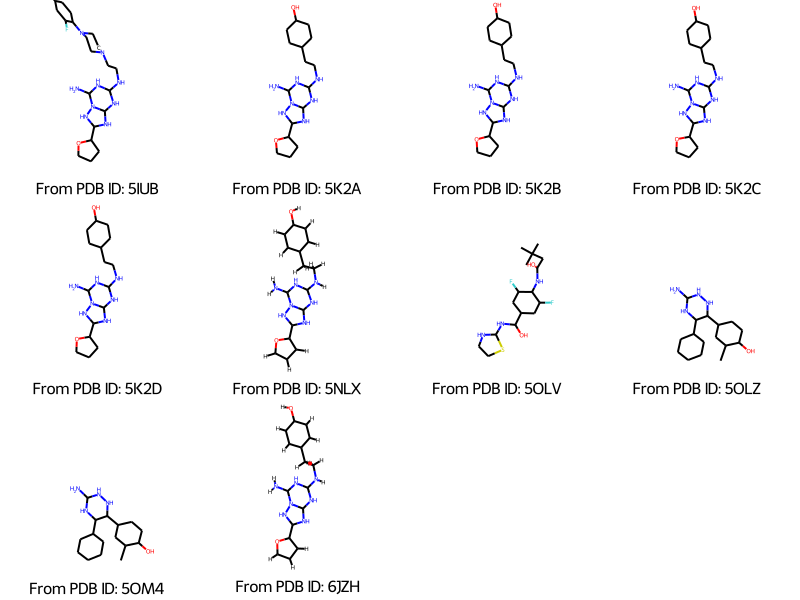 From PDB ID: 5IUB
From PDB ID: 5K2A
From PDB ID: 5K2B
From PDB ID: 5K2C
From PDB ID: 5K2D
From PDB ID: 5NLX
From PDB ID: 5OLV
From PDB ID: 5OLZ
From PDB ID: 5OM4
From PDB ID: 6JZH